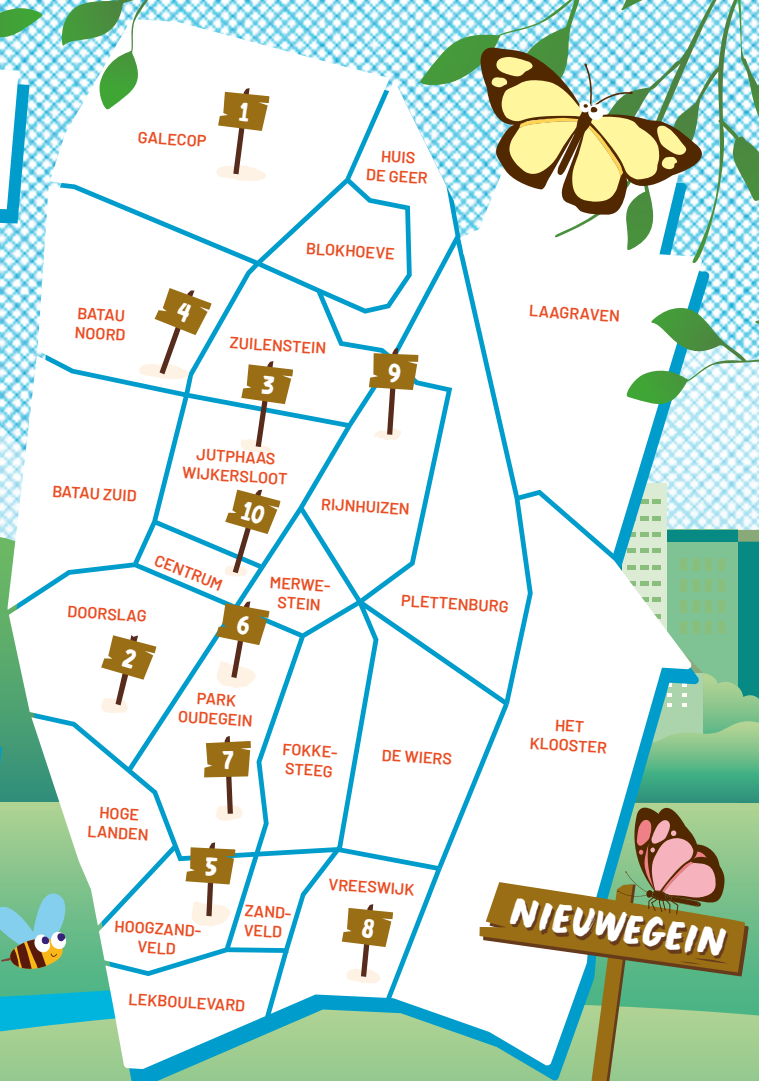 1
GALECOP
HUIS
DE GEER
BLOKHOEVE
BATAU
NOORD
4
ZUILENSTEIN
LAAGRAVEN
3
9
JUTPHAAS
WIJKERSLOOT
BATAU ZUID
10
RIJNHUIZEN
CENTRUM
MERWE-
STEIN
PLETTENBURG
DOORSLAG
6
2
PARK
OUDEGEIN
HET
KLOOSTER
7
FOKKE-
STEEG
DE WIERS
HOGE
LANDEN
5
VREESWIJK
HOOGZAND-
VELD
ZAND-
VELD
8
NIEUWEGEIN
LEKBOULEVARD